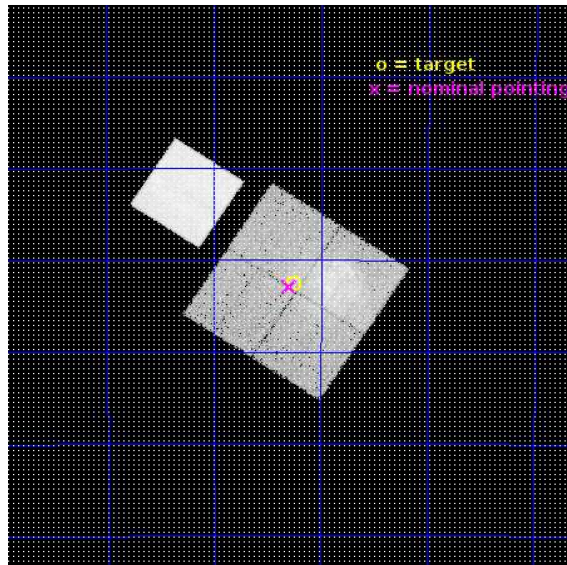 o = target
x = nominal pointing